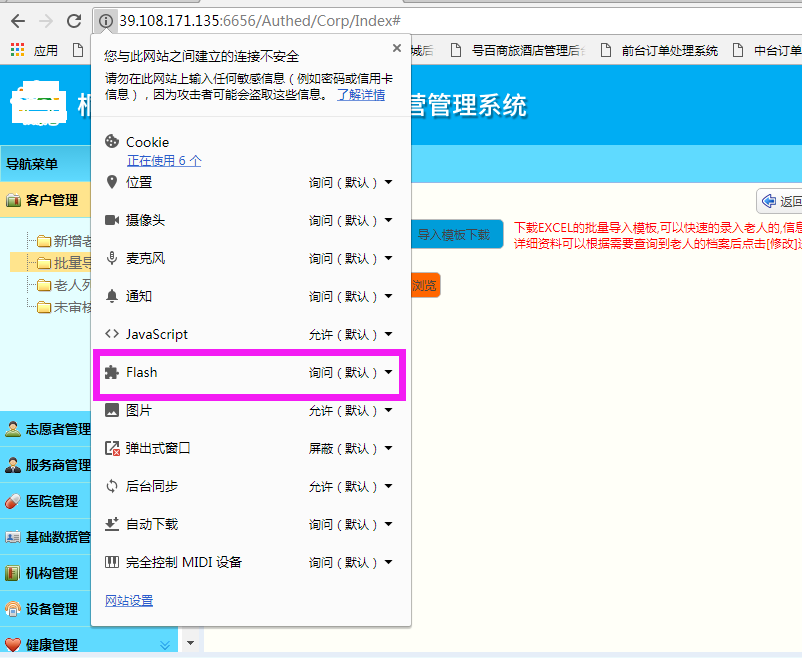 39.108.171.135:6656/Authed/Corp/Index#
应用
号百商旅酒店管理后
前台订单处理系统
中台订单
营管理系统
导航菜单
客户管理
新增老
批量导
老人列
未审核
志愿者管理
服务商管理
医院管理
基础数据管
机构管理
设备管理
健康管理
您与此网站之间建立的连接不安全
请勿在此网站上输入任何敏感信息（例如密码或信用卡
信息），因为攻击者可能会盗取这些信息。 了解详情
Cookie
正在使用 6 个
位置 询问（默认）
摄像头 询问（默认）
麦克风 询问（默认）
通知 询问（默认）
JavaScript 允许（默认）
Flash 询问（默认）
图片 允许（默认）
弹出式窗口 屏蔽（默认）
后台同步 允许（默认）
自动下载 询问（默认）
完全控制 MIDI 设备 询问（默认）
网站设置
返回
导入模板下载
下载EXCEL的批量导入模板,可以快速的录入老人的,信息
详细资料可以根据需要查询到老人的档案后点击[修改]
浏览